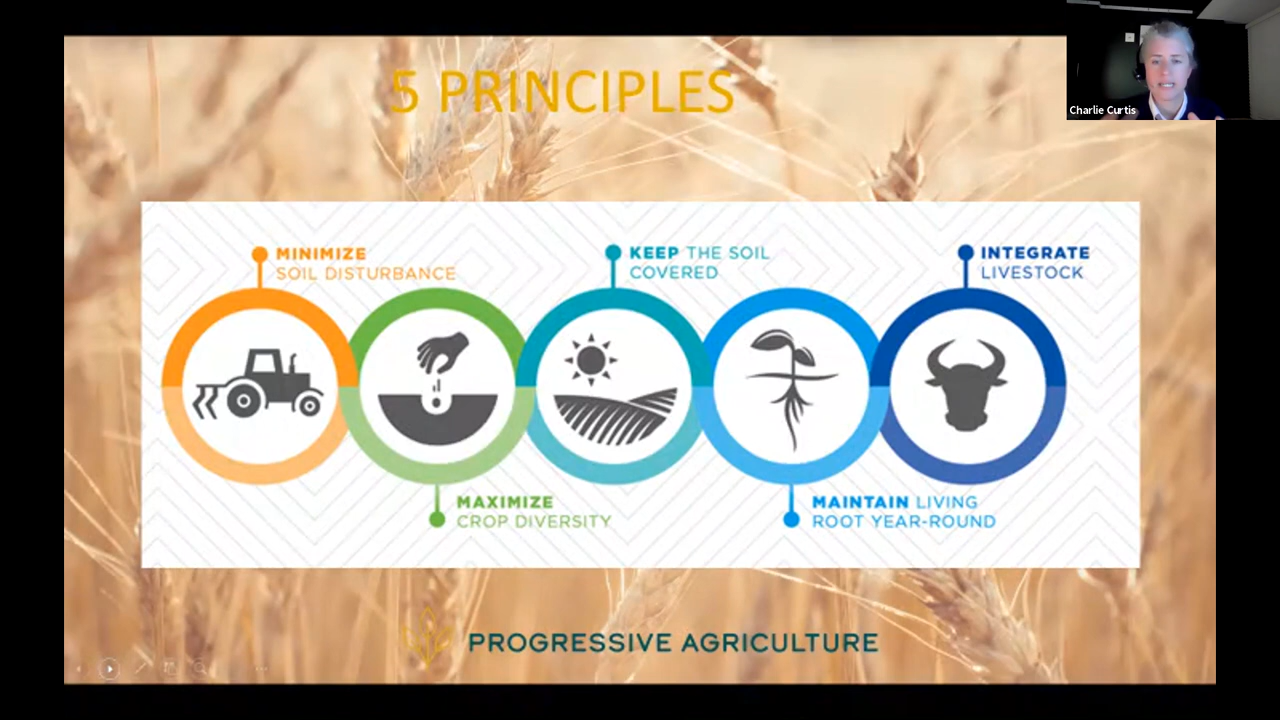 5 PRINCIPLES
Charlie Curtis
MINIMIZE
SOIL DISTURBANCE
KEEP THE SOIL
COVERED
INTEGRATE
LIVESTOCK
MAXIMIZE
CROP DIVERSITY
MAINTAIN LIVING
ROOT YEAR-ROUND
PROGRESSIVE AGRICULTURE